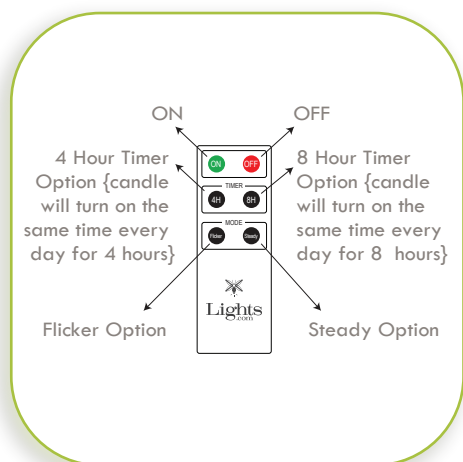 ON
OFF
4 Hour Timer
Option {candle
will turn on the
same time every
day for 4 hours}
8 Hour Timer
Option {candle
will turn on the
same time every
day for 8 hours}
ON OFF
TIMER
4H 8H
MODE
Flicker Steady
Lights
.com
Flicker Option
Steady Option